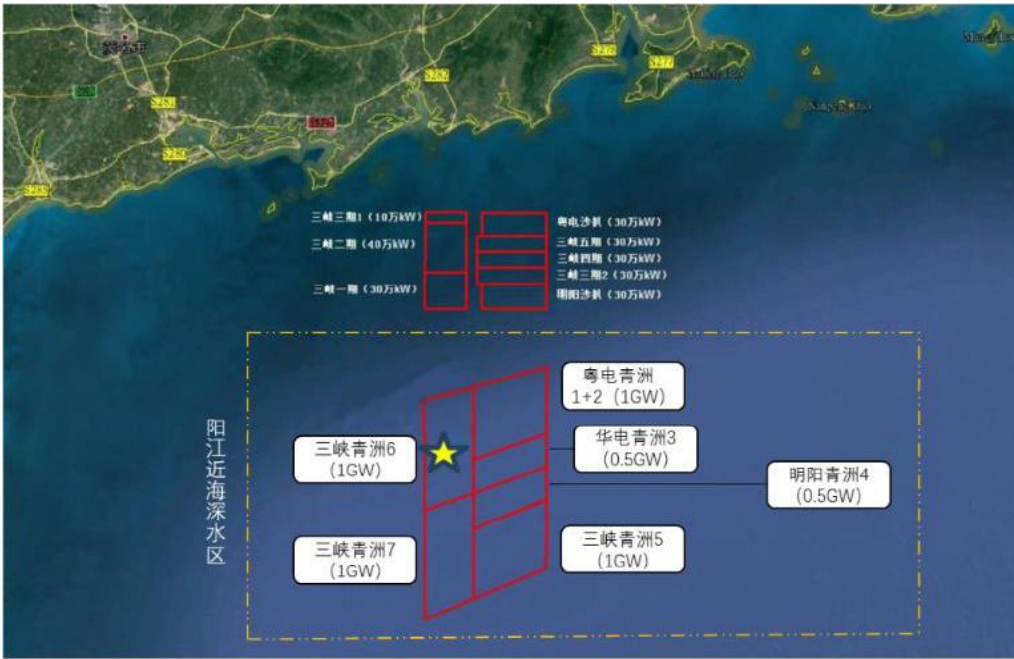 S276
S277
S282
S281
S280
三峡三期1（10万kW）
三峡二期（40万kW）
三峡一期（30万kW）
粤电沙扒（30万kW）
三峡五期（30万kW）
三峡四期（30万kW）
三峡三期2（30万kW）
明阳沙扒（30万kW）
粤电青洲
1+2（1GW）
华电青洲3
（0.5GW）
三峡青洲6
（1GW）
明阳青洲4
（0.5GW）
阳江近海深水区
三峡青洲7
（1GW）
三峡青洲5
（1GW）